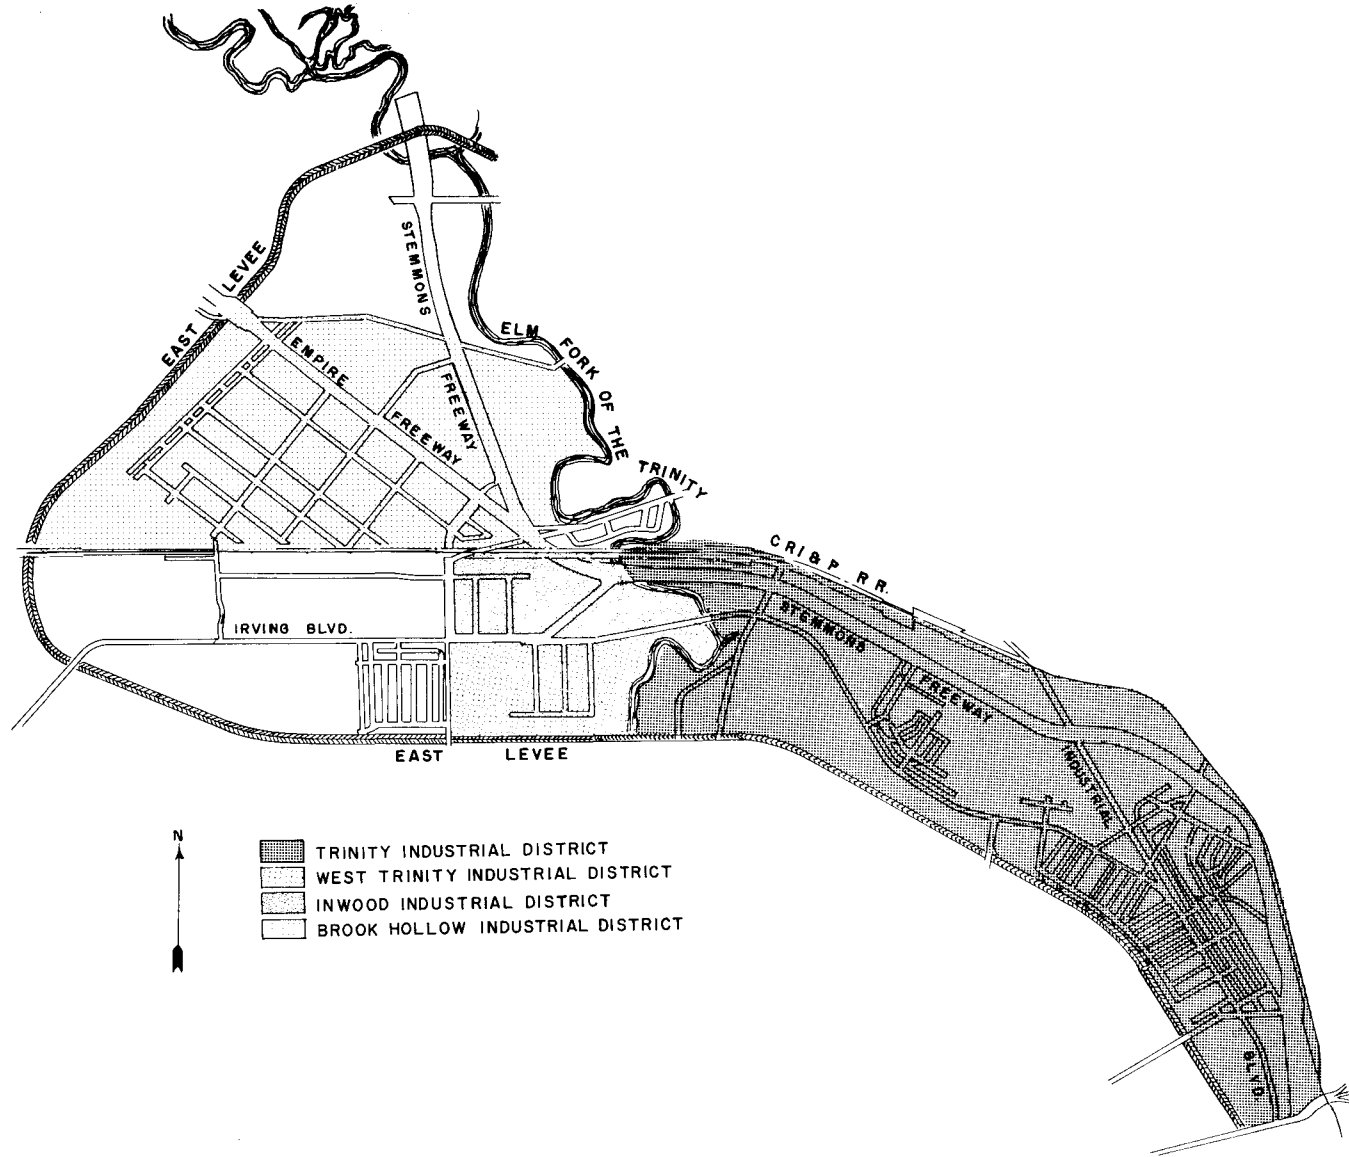 STEMMONS
FREEWAY
EAST LEVEE
EMPIRE
FREEWAY
ELM FORK OF THE TRINITY
C R I & P R R.
IRVING BLVD.
STEMMONS
FREEWAY
INDUSTRIAL
BLVD.
EAST LEVEE
N
TRINITY INDUSTRIAL DISTRICT
WEST TRINITY INDUSTRIAL DISTRICT
INWOOD INDUSTRIAL DISTRICT
BROOK HOLLOW INDUSTRIAL DISTRICT